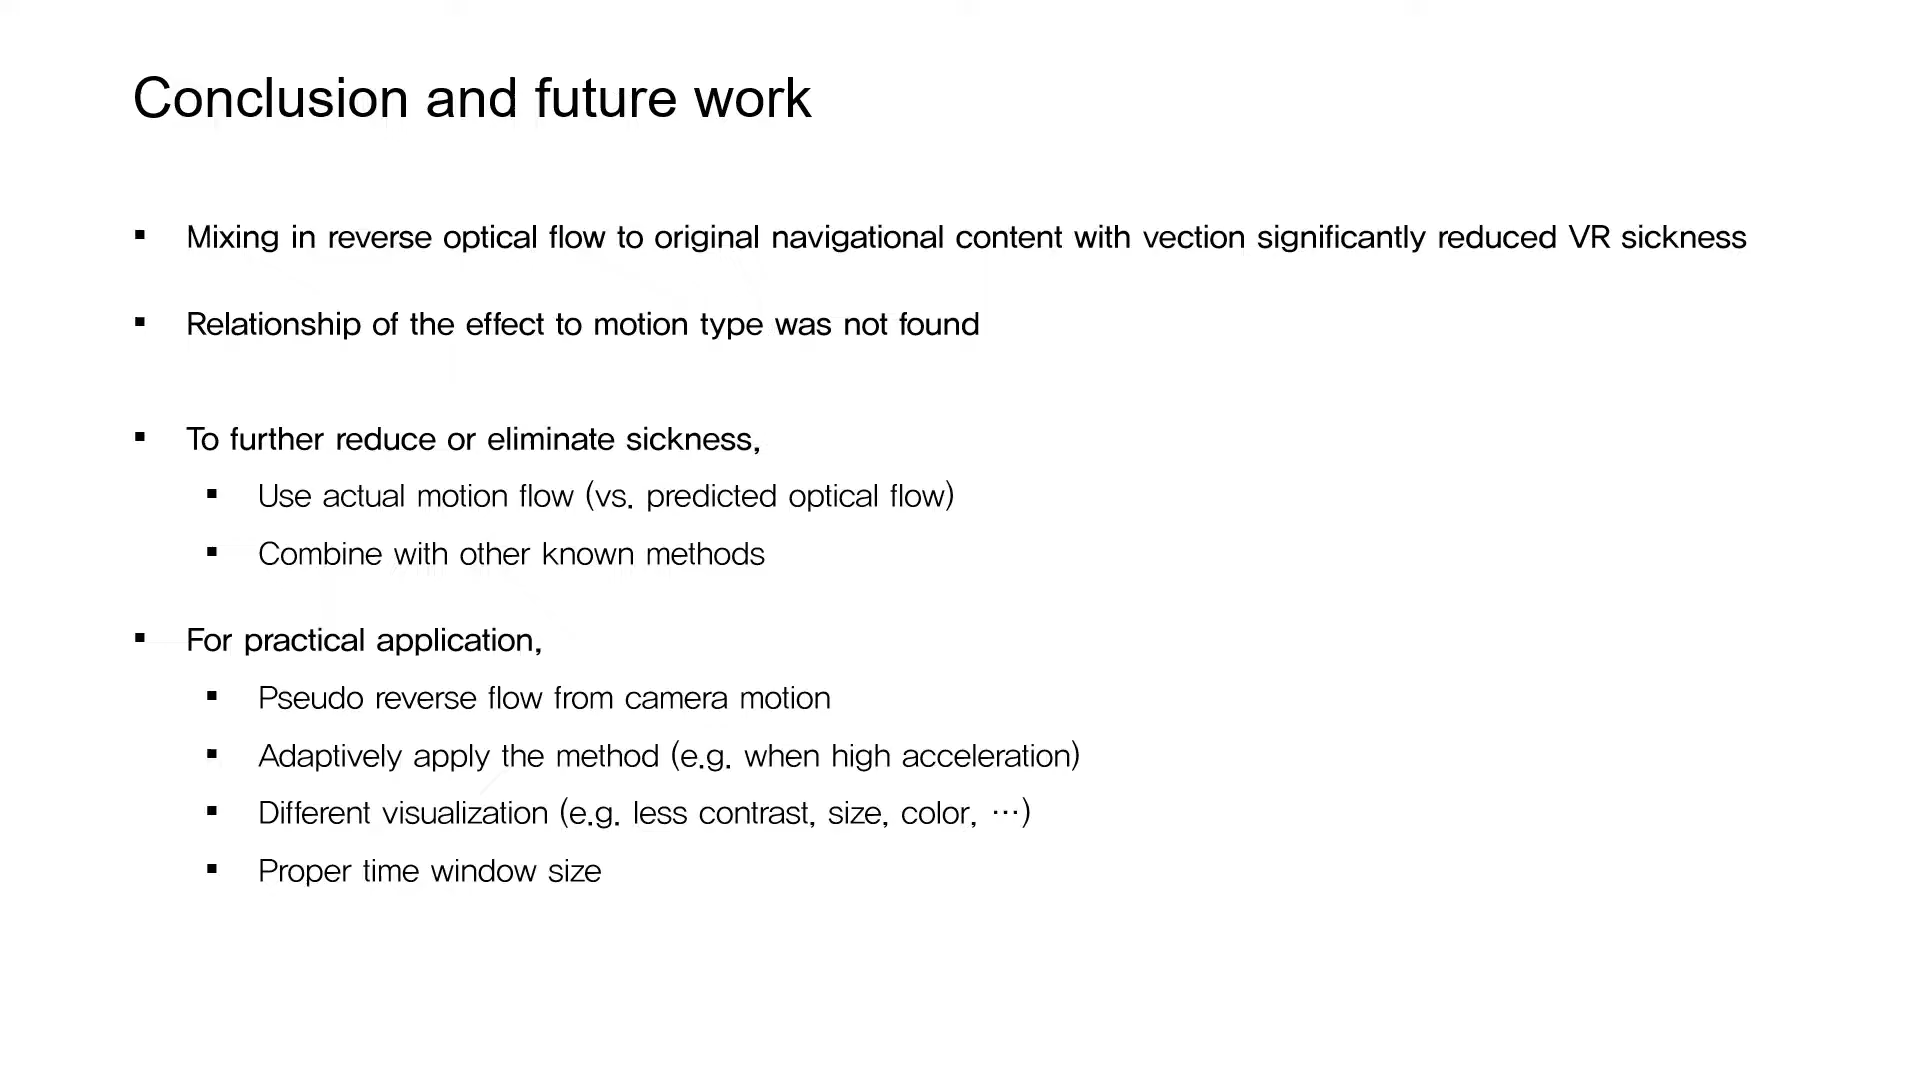 Conclusion and future work
▪ Mixing in reverse optical flow to original navigational content with vection significantly reduced VR sickness
▪ Relationship of the effect to motion type was not found
▪ To further reduce or eliminate sickness,
▪ Use actual motion flow (vs. predicted optical flow)
▪ Combine with other known methods
▪ For practical application,
▪ Pseudo reverse flow from camera motion
▪ Adaptively apply the method (e.g. when high acceleration)
▪ Different visualization (e.g. less contrast, size, color, ⋯)
▪ Proper time window size